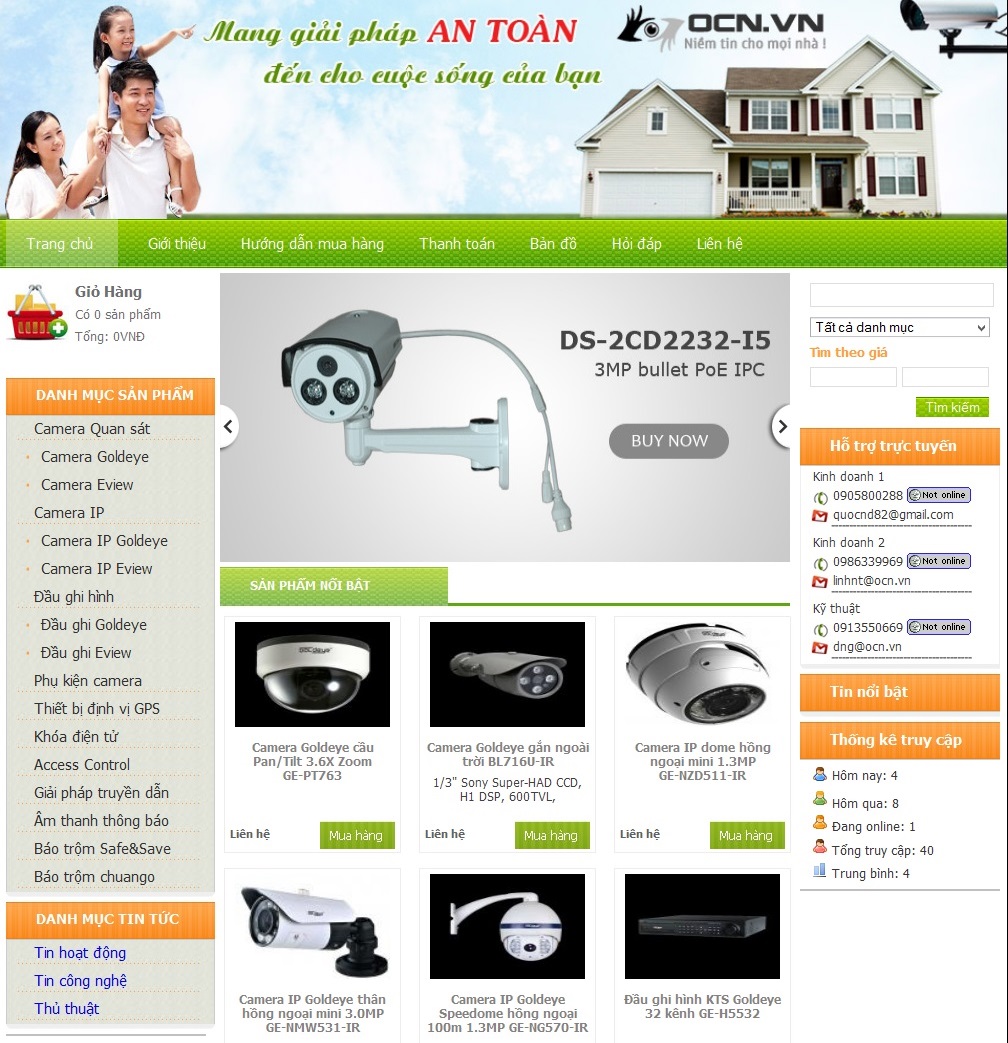 Mang giải pháp AN TOÀN
đến cho cuộc sống của bạn
OCN.VN
Niềm tin cho mọi nhà !
Trang chủ
Giới thiệu
Hướng dẫn mua hàng
Thanh toán
Bản đồ
Hỏi đáp
Liên hệ
Giỏ Hàng
Có 0 sản phẩm
Tổng: 0VNĐ
DANH MỤC SẢN PHẨM
Camera Quan sát
Camera Goldeye
Camera Eview
Camera IP
Camera IP Goldeye
Camera IP Eview
Đầu ghi hình
Đầu ghi Goldeye
Đầu ghi Eview
Phụ kiện camera
Thiết bị định vị GPS
Khóa điện tử
Access Control
Giải pháp truyền dẫn
Âm thanh thông báo
Báo trộm Safe&Save
Báo trộm chuango
DANH MỤC TIN TỨC
Tin hoạt động
Tin công nghệ
Thủ thuật
DS-2CD2232-I5
3MP bullet PoE IPC
BUY NOW
SẢN PHẨM NỔI BẬT
Camera Goldeye cầu
Pan/Tilt 3.6X Zoom
GE-PT763
Liên hệ
Mua hàng
Camera Goldeye gắn ngoài
trời BL716U-IR
1/3" Sony Super-HAD CCD,
H1 DSP, 600TVL,
Liên hệ
Mua hàng
Camera IP dome hồng
ngoại mini 1.3MP
GE-NZD511-IR
Liên hệ
Mua hàng
Camera IP Goldeye thân
hồng ngoại mini 3.0MP
GE-NMW531-IR
Camera IP Goldeye
Speedome hồng ngoại
100m 1.3MP GE-NG570-IR
Đầu ghi hình KTS Goldeye
32 kênh GE-H5532
Tất cả danh mục
Tìm theo giá
Tìm kiếm
Hỗ trợ trực tuyến
Kinh doanh 1
0905800288 Not online
quocnd82@gmail.com
Kinh doanh 2
0986339969 Not online
linhnt@ocn.vn
Kỹ thuật
0913550669 Not online
dng@ocn.vn
Tin nổi bật
Thống kê truy cập
Hôm nay: 4
Hôm qua: 8
Đang online: 1
Tổng truy cập: 40
Trung bình: 4